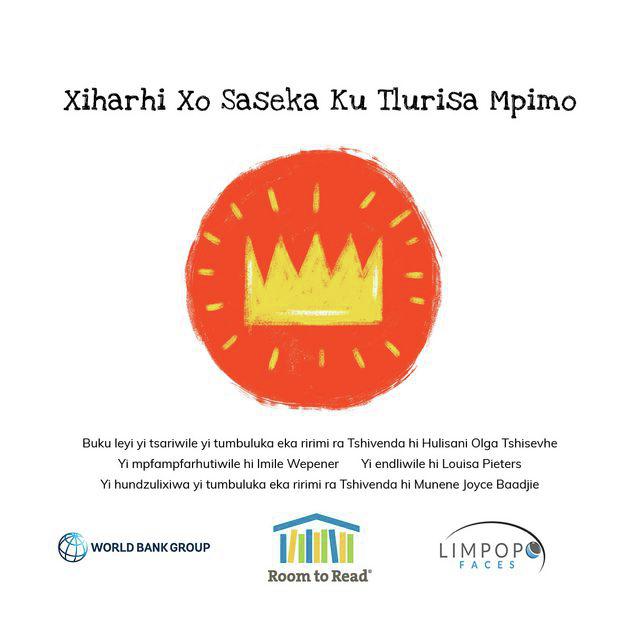 Xiharhi Xo Saseka Ku Tlurisa Mpimo
Buku leyi yi tsariwile yi tumbuluka eka ririmi ra Tshivenda hi Hulisani Olga Tshisevhe
Yi mpfampfarhutiwile hi Imile Wepener Yi endliwile hi Louisa Pieters
Yi hundzulixiwa yi tumbuluka eka ririmi ra Tshivenda hi Munene Joyce Baadjie
WORLD BANK GROUP
Room to Read®
LIMPOPO
FACES